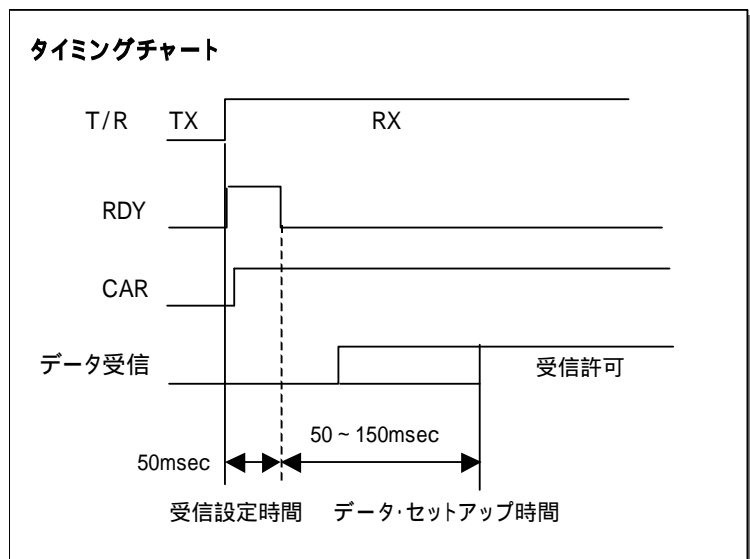 タイミングチャート
T/R TX RX
RDY
CAR
データ受信 受信許可
50~150msec
50msec
受信設定時間 データ・セットアップ時間